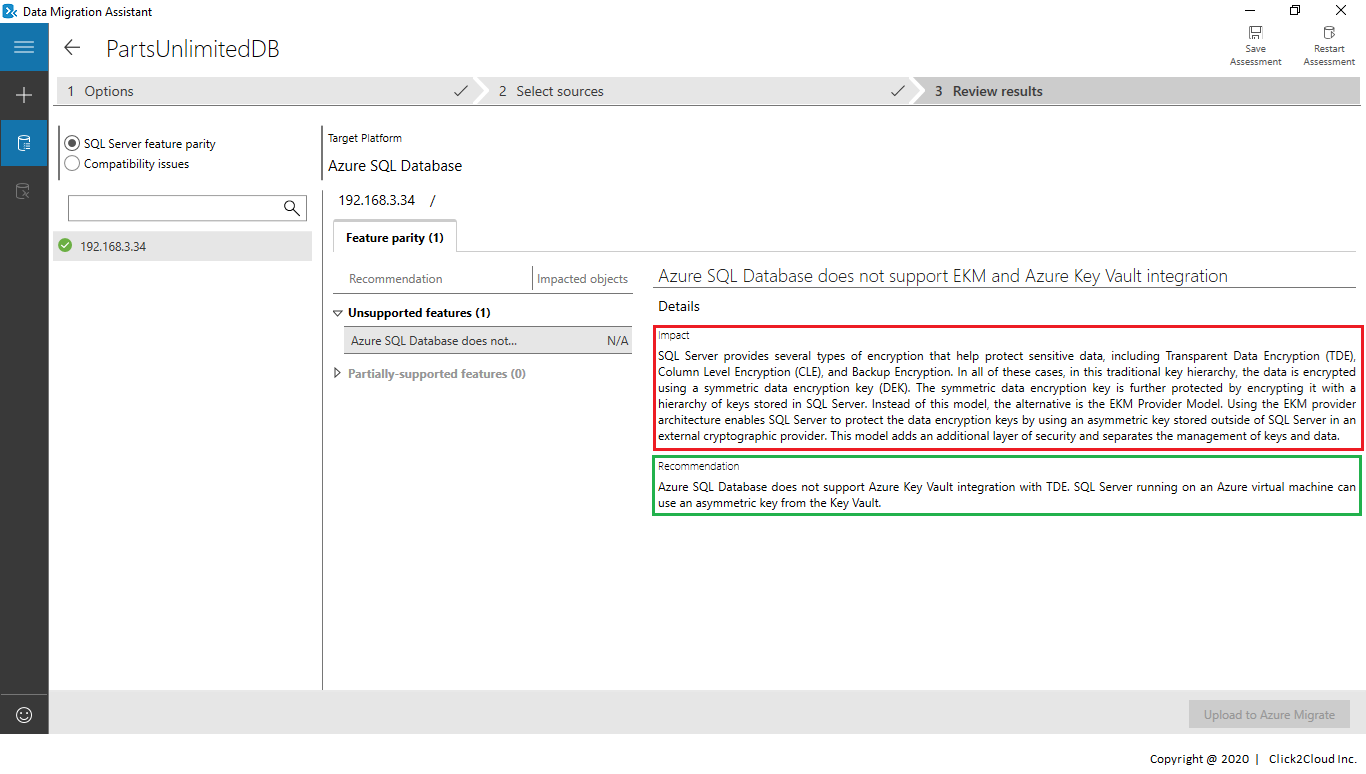 Data Migration Assistant
PartsUnlimitedDB
Save
Assessment
Restart
Assessment
1 Options
2 Select sources
3 Review results
SQL Server feature parity
Compatibility issues
192.168.3.34
Target Platform
Azure SQL Database
192.168.3.34 /
Feature parity (1)
Recommendation
Impacted objects
Unsupported features (1)
Azure SQL Database does not... N/A
Partially-supported features (0)
Azure SQL Database does not support EKM and Azure Key Vault integration
Details
Impact
SQL Server provides several types of encryption that help protect sensitive data, including Transparent Data Encryption (TDE),
Column Level Encryption (CLE), and Backup Encryption. In all of these cases, in this traditional key hierarchy, the data is encrypted
using a symmetric data encryption key (DEK). The symmetric data encryption key is further protected by encrypting it with a
hierarchy of keys stored in SQL Server. Instead of this model, the alternative is the EKM Provider Model. Using the EKM provider
architecture enables SQL Server to protect the data encryption keys by using an asymmetric key stored outside of SQL Server in an
external cryptographic provider. This model adds an additional layer of security and separates the management of keys and data.
Recommendation
Azure SQL Database does not support Azure Key Vault integration with TDE. SQL Server running on an Azure virtual machine can
use an asymmetric key from the Key Vault.
Upload to Azure Migrate
Copyright @ 2020 | Click2Cloud Inc.